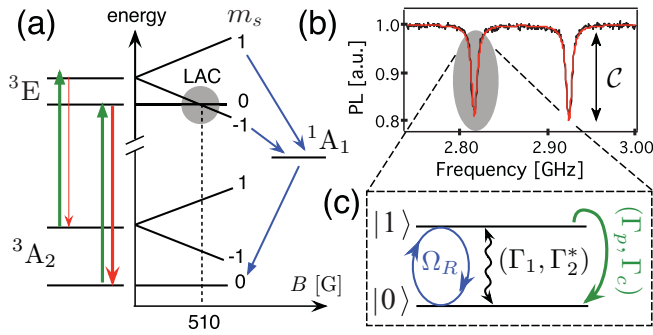 (a)
energy
m_s
1
LAC
³E
0
-1
¹A₁
1
³A₂
-1
0
B [G]
510
(b)
1.0
0.9
0.8
PL [a.u.]
C
2.80
2.90
3.00
Frequency [GHz]
(c)
|1⟩
|0⟩
Ω_R
(Γ₁, Γ₂*)
(Γ_p, Γ_c)